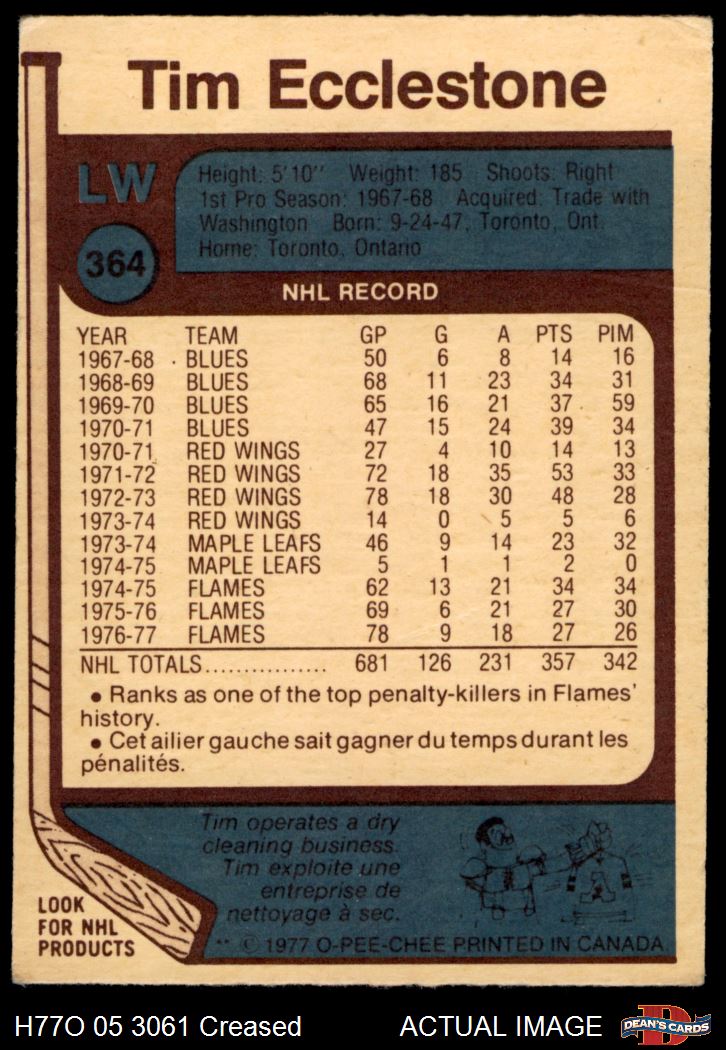 Tim Ecclestone
LW
364
Height: 5'10" Weight: 185 Shoots: Right
1st Pro Season: 1967-68 Acquired: Trade with
Washington Born: 9-24-47, Toronto, Ont.
Home: Toronto, Ontario
NHL RECORD
YEAR TEAM GP G A PTS PIM
1967-68 BLUES 50 6 8 14 16
1968-69 BLUES 68 11 23 34 31
1969-70 BLUES 65 16 21 37 59
1970-71 BLUES 47 15 24 39 34
1970-71 RED WINGS 27 4 10 14 13
1971-72 RED WINGS 72 18 35 53 33
1972-73 RED WINGS 78 18 30 48 28
1973-74 RED WINGS 14 0 5 5 6
1973-74 MAPLE LEAFS 46 9 14 23 32
1974-75 MAPLE LEAFS 5 1 1 2 0
1974-75 FLAMES 62 13 21 34 34
1975-76 FLAMES 69 6 21 27 30
1976-77 FLAMES 78 9 18 27 26
NHL TOTALS................ 681 126 231 357 342
• Ranks as one of the top penalty-killers in Flames'
history.
• Cet ailier gauche sait gagner du temps durant les
pénalités.
Tim operates a dry
cleaning business.
Tim exploite une
entreprise de
nettoyage à sec.
LOOK
FOR NHL
PRODUCTS
** © 1977 O-PEE-CHEE PRINTED IN CANADA.
H77O 05 3061 Creased ACTUAL IMAGE
D
DEAN'S CARDS